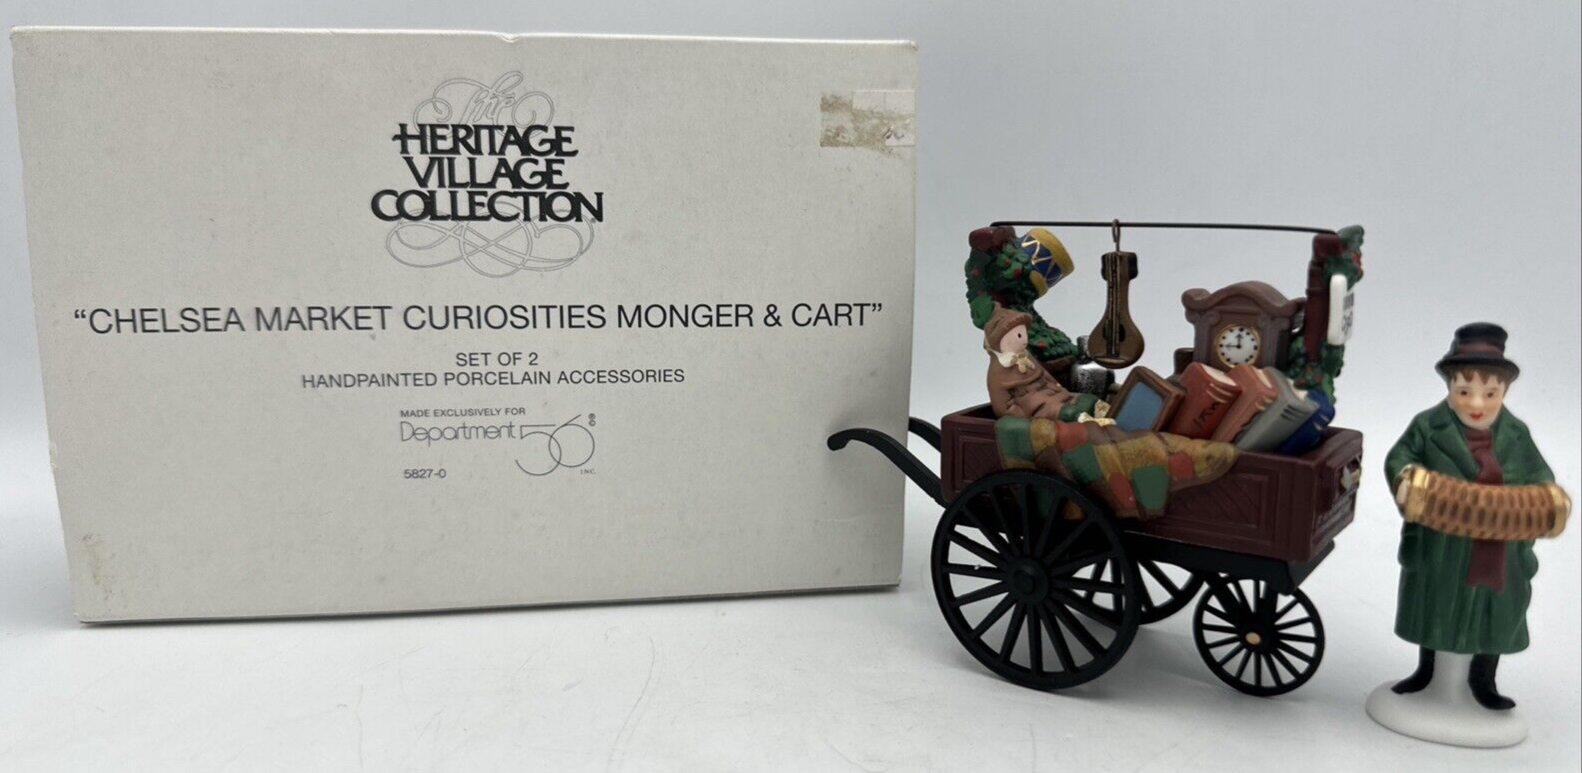 The
HERITAGE
VILLAGE
COLLECTION
“CHELSEA MARKET CURIOSITIES MONGER & CART”
SET OF 2
HANDPAINTED PORCELAIN ACCESSORIES
MADE EXCLUSIVELY FOR
Department 56®
INC.
5827-0